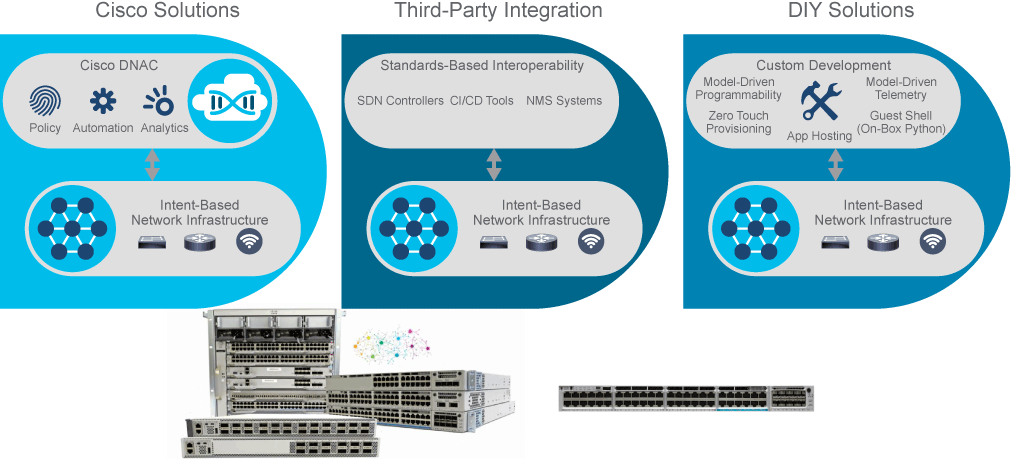 Cisco Solutions
Third-Party Integration
DIY Solutions
Cisco DNAC
Policy
Automation
Analytics
Intent-Based
Network Infrastructure
Standards-Based Interoperability
SDN Controllers
CI/CD Tools
NMS Systems
Intent-Based
Network Infrastructure
Custom Development
Model-Driven
Programmability
Model-Driven
Telemetry
Zero Touch
Provisioning
App Hosting
Guest Shell
(On-Box Python)
Intent-Based
Network Infrastructure